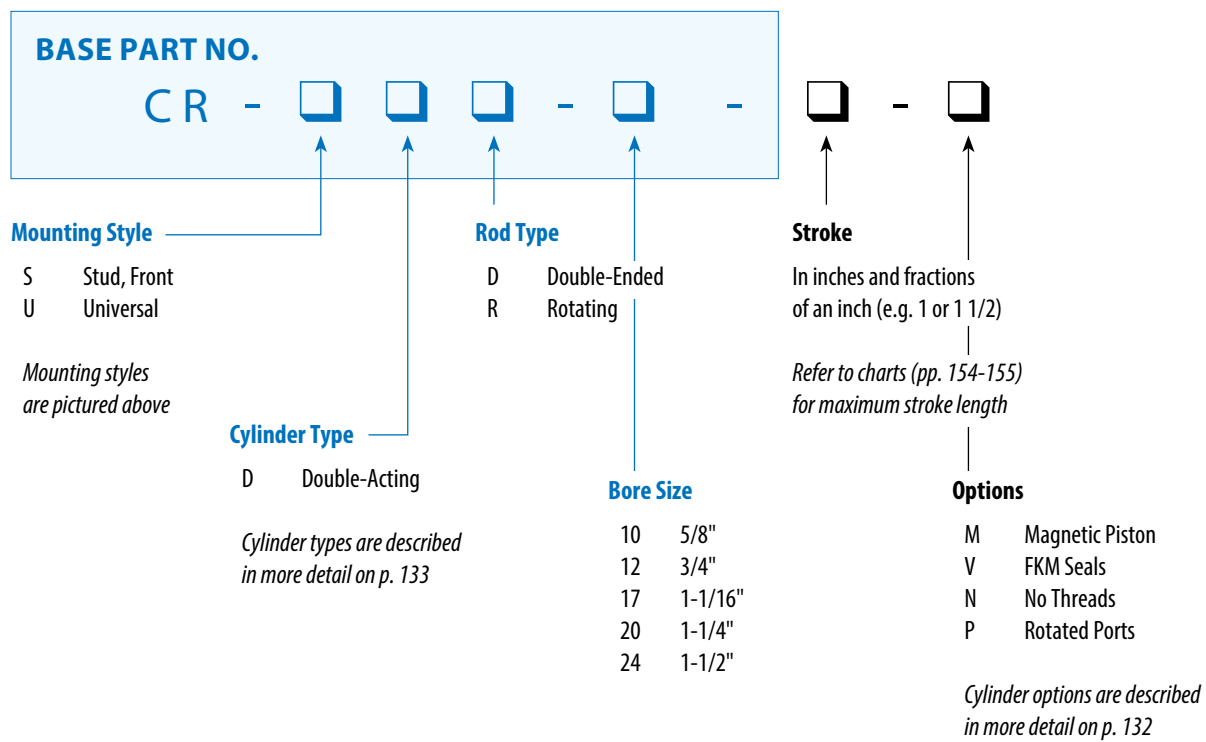 BASE PART NO.
CR - ❑ ❑ ❑ - ❑ - ❑ - ❑
Mounting Style
S Stud, Front
U Universal
Mounting styles
are pictured above
Cylinder Type
D Double-Acting
Cylinder types are described
in more detail on p. 133
Rod Type
D Double-Ended
R Rotating
Bore Size
10 5/8"
12 3/4"
17 1-1/16"
20 1-1/4"
24 1-1/2"
Stroke
In inches and fractions
of an inch (e.g. 1 or 1 1/2)
Refer to charts (pp. 154-155)
for maximum stroke length
Options
M Magnetic Piston
V FKM Seals
N No Threads
P Rotated Ports
Cylinder options are described
in more detail on p. 132